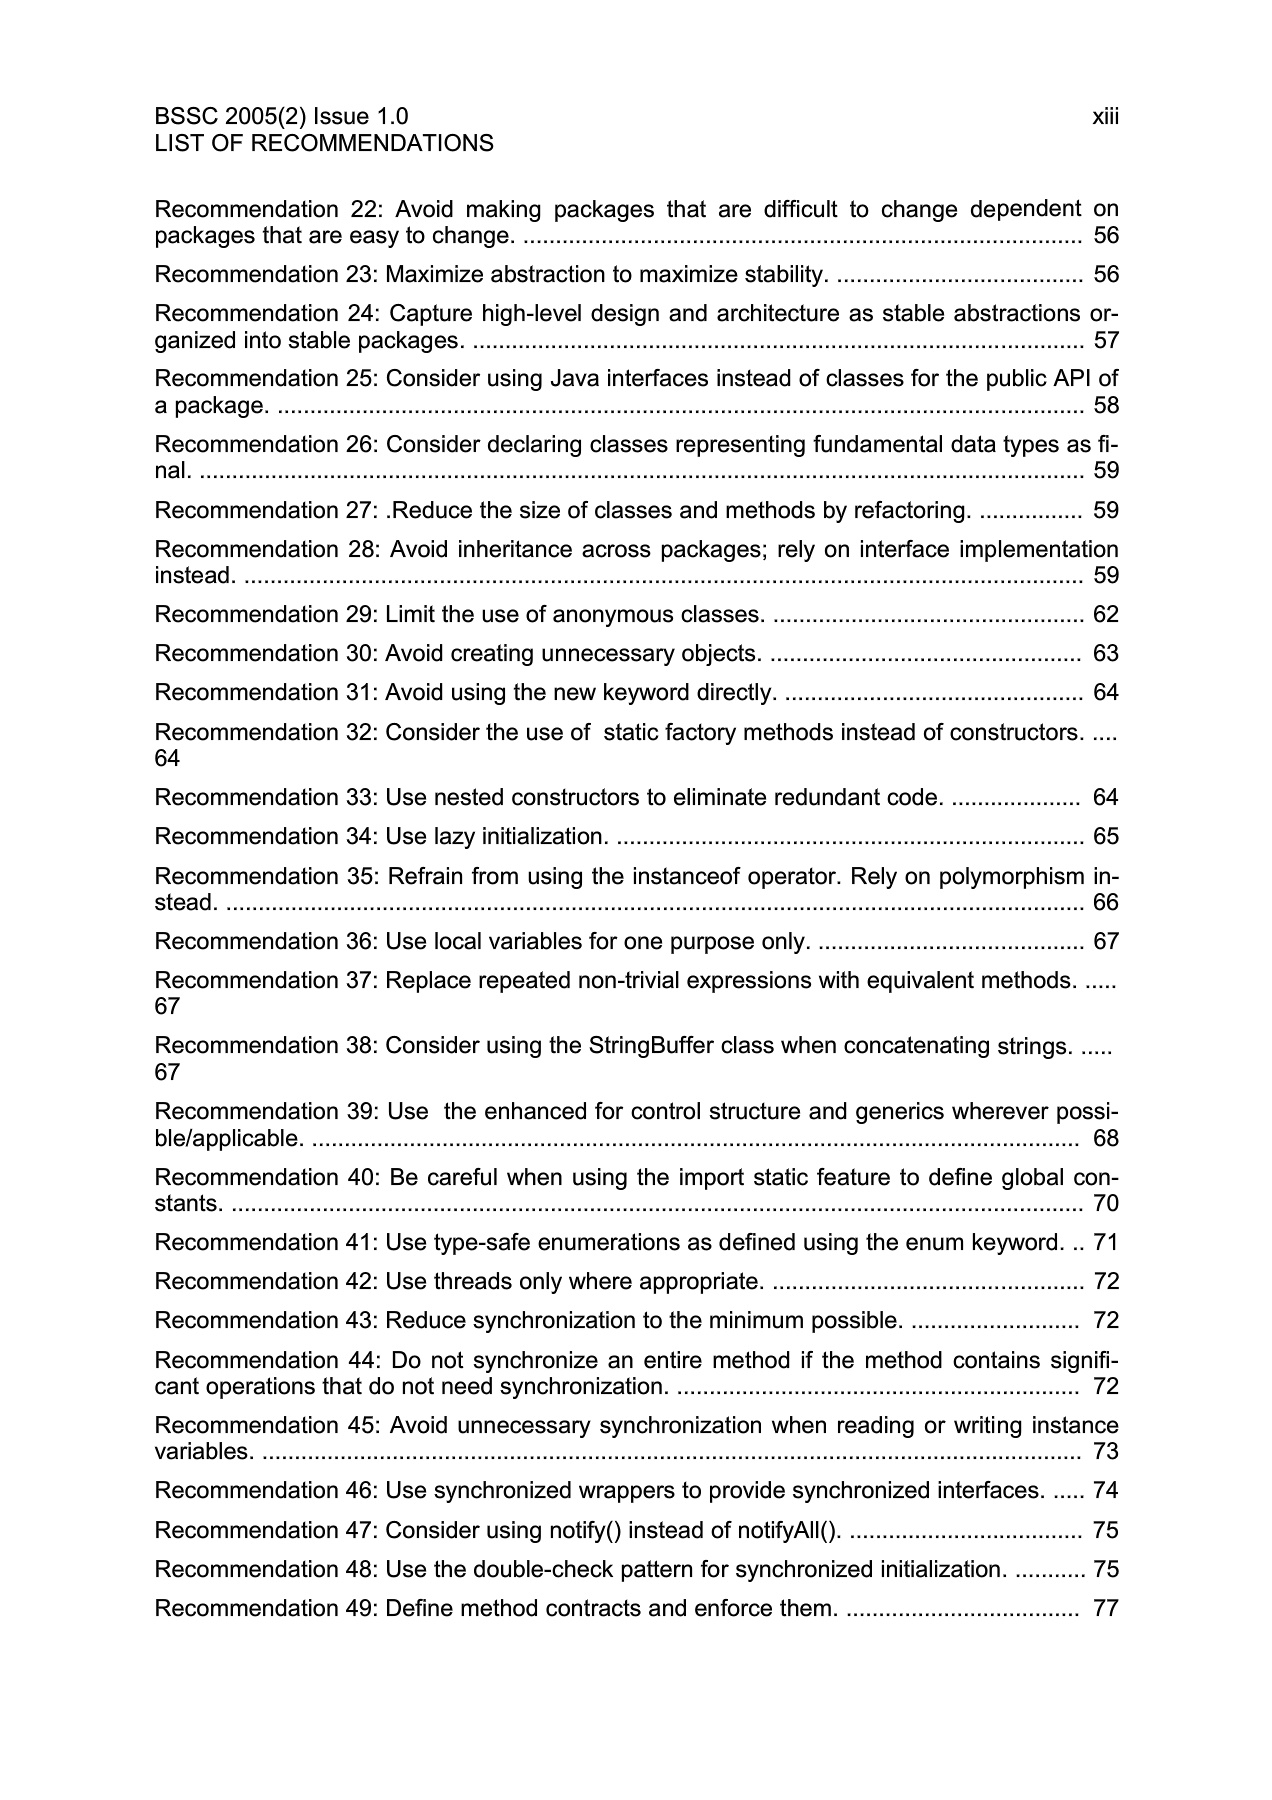 BSSC 2005(2) Issue 1.0 xiii
LIST OF RECOMMENDATIONS
Recommendation 22: Avoid making packages that are difficult to change dependent on
packages that are easy to change. ...................................................................................... 56
Recommendation 23: Maximize abstraction to maximize stability. ...................................... 56
Recommendation 24: Capture high-level design and architecture as stable abstractions or-
ganized into stable packages. .............................................................................................. 57
Recommendation 25: Consider using Java interfaces instead of classes for the public API of
a package. ............................................................................................................................ 58
Recommendation 26: Consider declaring classes representing fundamental data types as fi-
nal. ........................................................................................................................................ 59
Recommendation 27: .Reduce the size of classes and methods by refactoring. ................ 59
Recommendation 28: Avoid inheritance across packages; rely on interface implementation
instead. ................................................................................................................................. 59
Recommendation 29: Limit the use of anonymous classes. ................................................ 62
Recommendation 30: Avoid creating unnecessary objects. ................................................ 63
Recommendation 31: Avoid using the new keyword directly. .............................................. 64
Recommendation 32: Consider the use of  static factory methods instead of constructors. ....
64
Recommendation 33: Use nested constructors to eliminate redundant code. .................... 64
Recommendation 34: Use lazy initialization. ........................................................................ 65
Recommendation 35: Refrain from using the instanceof operator. Rely on polymorphism in-
stead. .................................................................................................................................... 66
Recommendation 36: Use local variables for one purpose only. ......................................... 67
Recommendation 37: Replace repeated non-trivial expressions with equivalent methods. .....
67
Recommendation 38: Consider using the StringBuffer class when concatenating strings. .....
67
Recommendation 39: Use  the enhanced for control structure and generics wherever possi-
ble/applicable. ...................................................................................................................... 68
Recommendation 40: Be careful when using the import static feature to define global con-
stants. ................................................................................................................................... 70
Recommendation 41: Use type-safe enumerations as defined using the enum keyword. .. 71
Recommendation 42: Use threads only where appropriate. ................................................ 72
Recommendation 43: Reduce synchronization to the minimum possible. .......................... 72
Recommendation 44: Do not synchronize an entire method if the method contains signifi-
cant operations that do not need synchronization. .............................................................. 72
Recommendation 45: Avoid unnecessary synchronization when reading or writing instance
variables. .............................................................................................................................. 73
Recommendation 46: Use synchronized wrappers to provide synchronized interfaces. ..... 74
Recommendation 47: Consider using notify() instead of notifyAll(). .................................... 75
Recommendation 48: Use the double-check pattern for synchronized initialization. ........... 75
Recommendation 49: Define method contracts and enforce them. .................................... 77